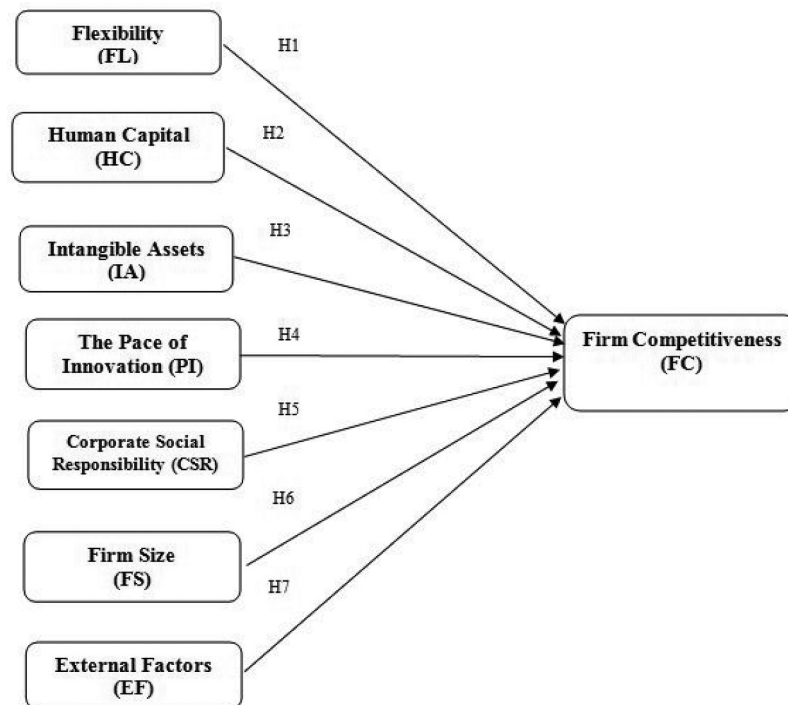 Flexibility
(FL)
H1
Human Capital
(HC)
H2
Intangible Assets
(IA)
H3
The Pace of
Innovation (PI)
H4
Firm Competitiveness
(FC)
Corporate Social
Responsibility (CSR)
H5
Firm Size
(FS)
H6
External Factors
(EF)
H7